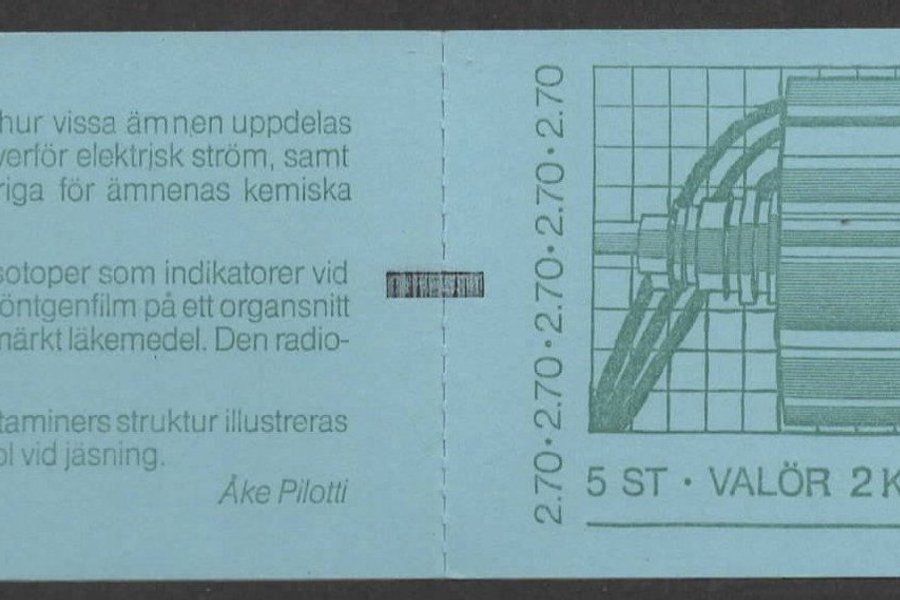 hur vissa ämnen uppdelas
verför elektrisk ström, samt
riga för ämnenas kemiska
sotoper som indikatorer vid
öntgenfilm på ett organsnitt
märkt läkemedel. Den radio-
taminers struktur illustreras
ol vid jäsning.
Åke Pilotti
2.70 · 2.70 · 2.70 · 2.70 · 2.70
5 ST · VALÖR 2 K